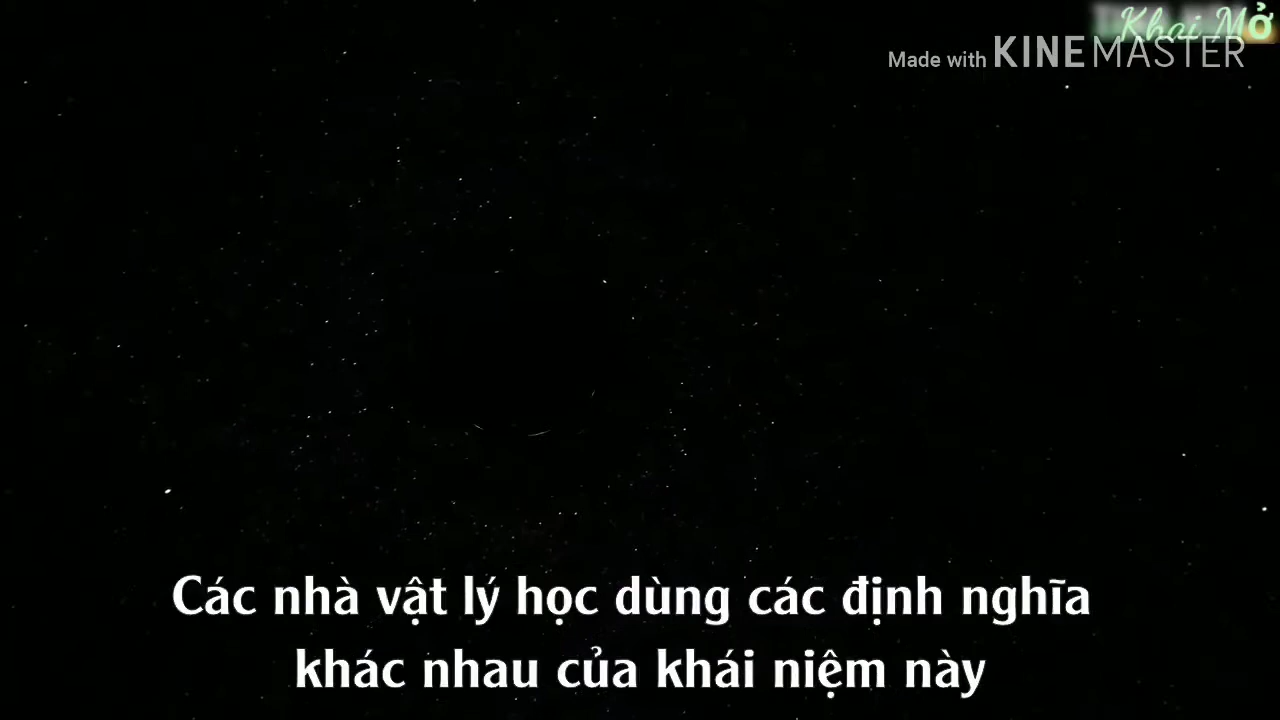 Khai Mở
Made with KINEMASTER
Các nhà vật lý học dùng các định nghĩa
khác nhau của khái niệm này